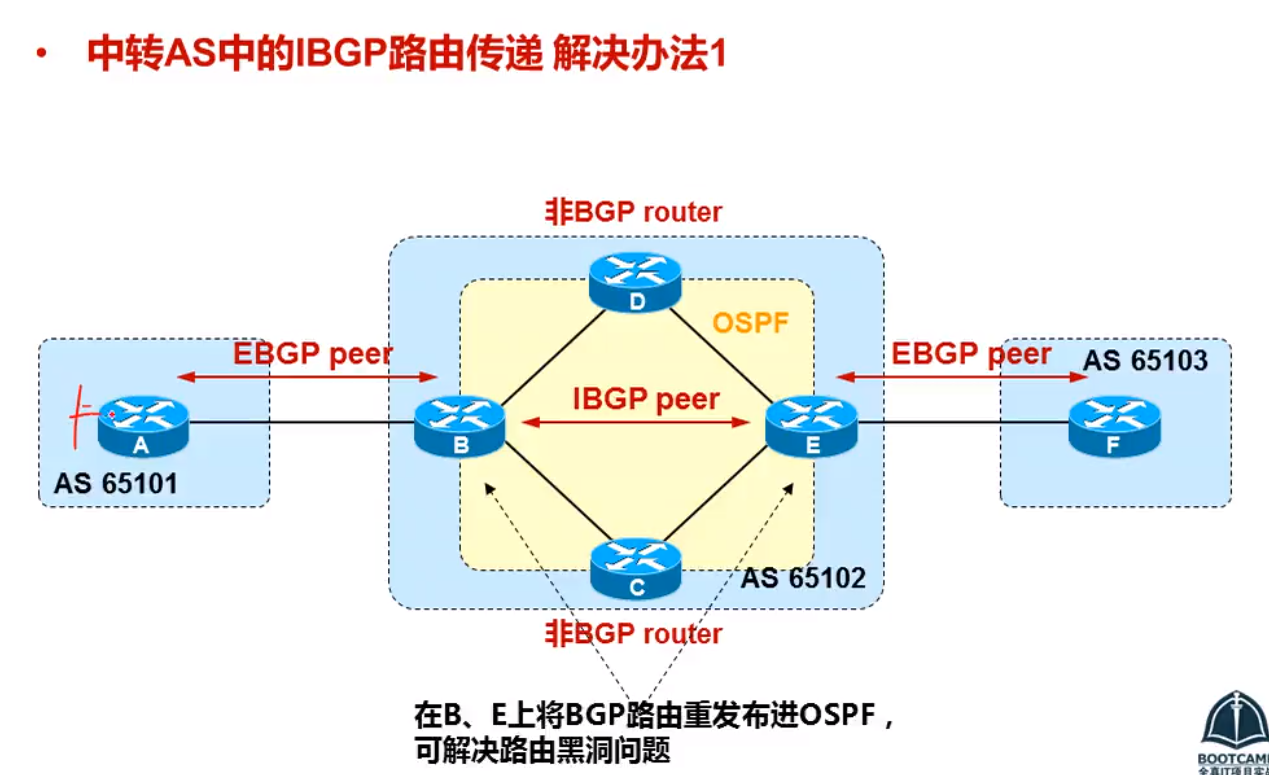 • 中转AS中的IBGP路由传递 解决办法1
非BGP router
D
OSPF
EBGP peer
EBGP peer
AS 65103
IBGP peer
A
B
E
F
AS 65101
C
AS 65102
非BGP router
在B、E上将BGP路由重发布进OSPF，
可解决路由黑洞问题
BOOTCAMP